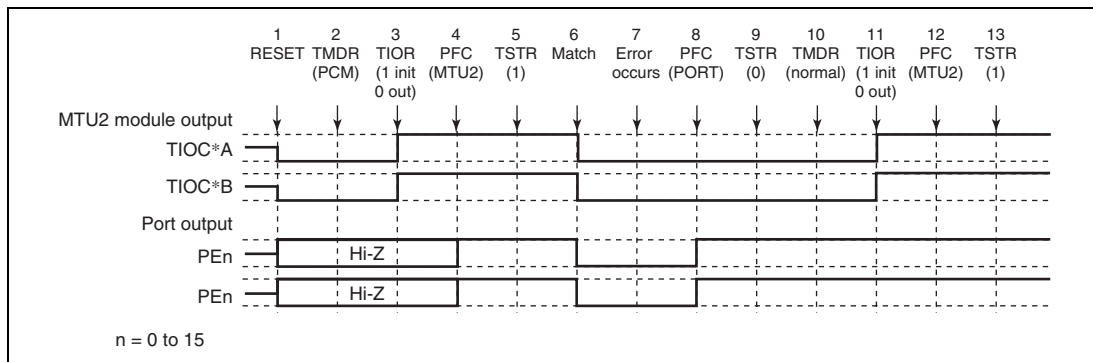 1 2 3 4 5 6 7 8 9 10 11 12 13
RESET TMDR TIOR PFC TSTR Match Error PFC TSTR TMDR TIOR PFC TSTR
(PCM) (1 init (MTU2) (1) occurs (PORT) (0) (normal) (1 init (MTU2) (1)
0 out) 0 out)
MTU2 module output
TIOC*A
TIOC*B
Port output
PEn Hi-Z
PEn Hi-Z
n = 0 to 15